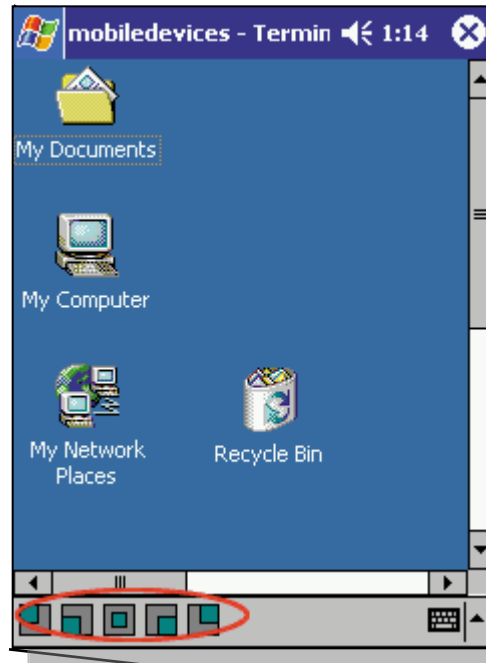 mobiledevices - Termin 1:14
My Documents
My Computer
My Network
Places
Recycle Bin